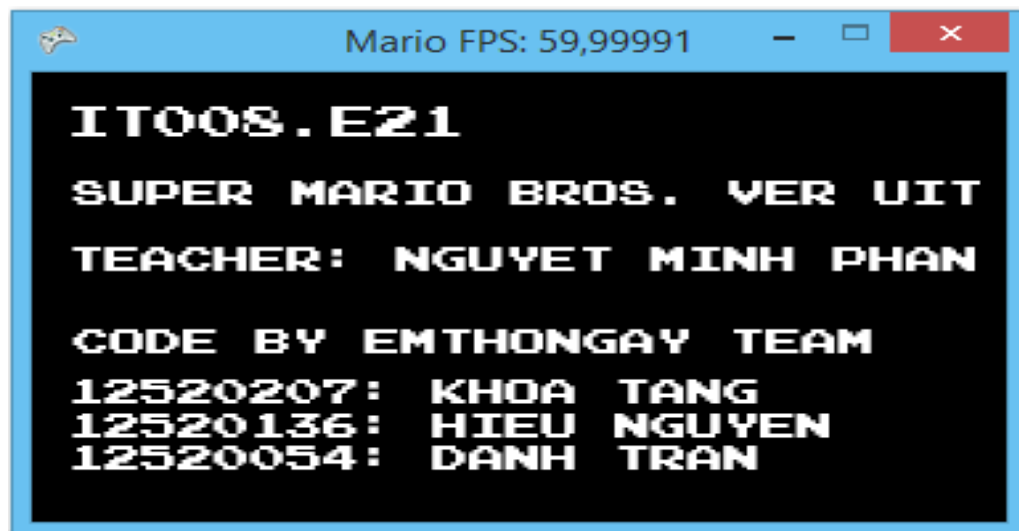 Mario FPS: 59,99991
IT008.E21
SUPER MARIO BROS. VER UIT
TEACHER: NGUYET MINH PHAN
CODE BY EMTHONGAY TEAM
12520207: KHOA TANG
12520136: HIEU NGUYEN
12520054: DANH TRAN